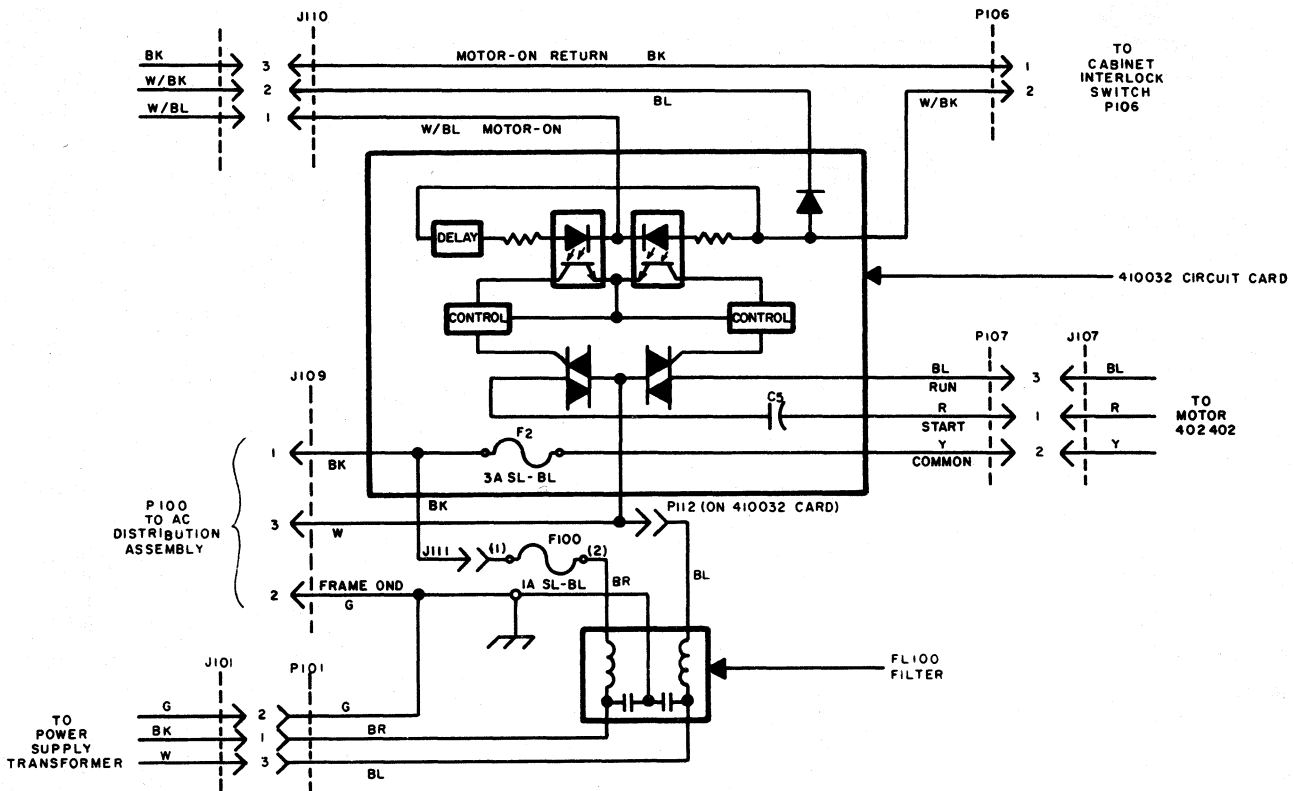 J110
P106
BK
3
MOTOR-ON RETURN BK
1
TO
CABINET
INTERLOCK
SWITCH
P106
W/BK
2
BL
W/BK
2
W/BL
1
W/BL MOTOR-ON
DELAY
410032 CIRCUIT CARD
CONTROL
CONTROL
P107
J107
J109
BL
RUN
3
BL
C5
R
START
1
R
TO
MOTOR
402402
F2
1
BK
3A SL-BL
Y
COMMON
2
Y
P100
TO AC
DISTRIBUTION
ASSEMBLY
BK
P112 (ON 410032 CARD)
3
W
J111
(1)
F100
(2)
BL
FRAME OND
1A SL-BL
BR
2
G
J101
P101
FL100
FILTER
TO
POWER
SUPPLY
TRANSFORMER
G
2
G
BK
1
BR
W
3
BL